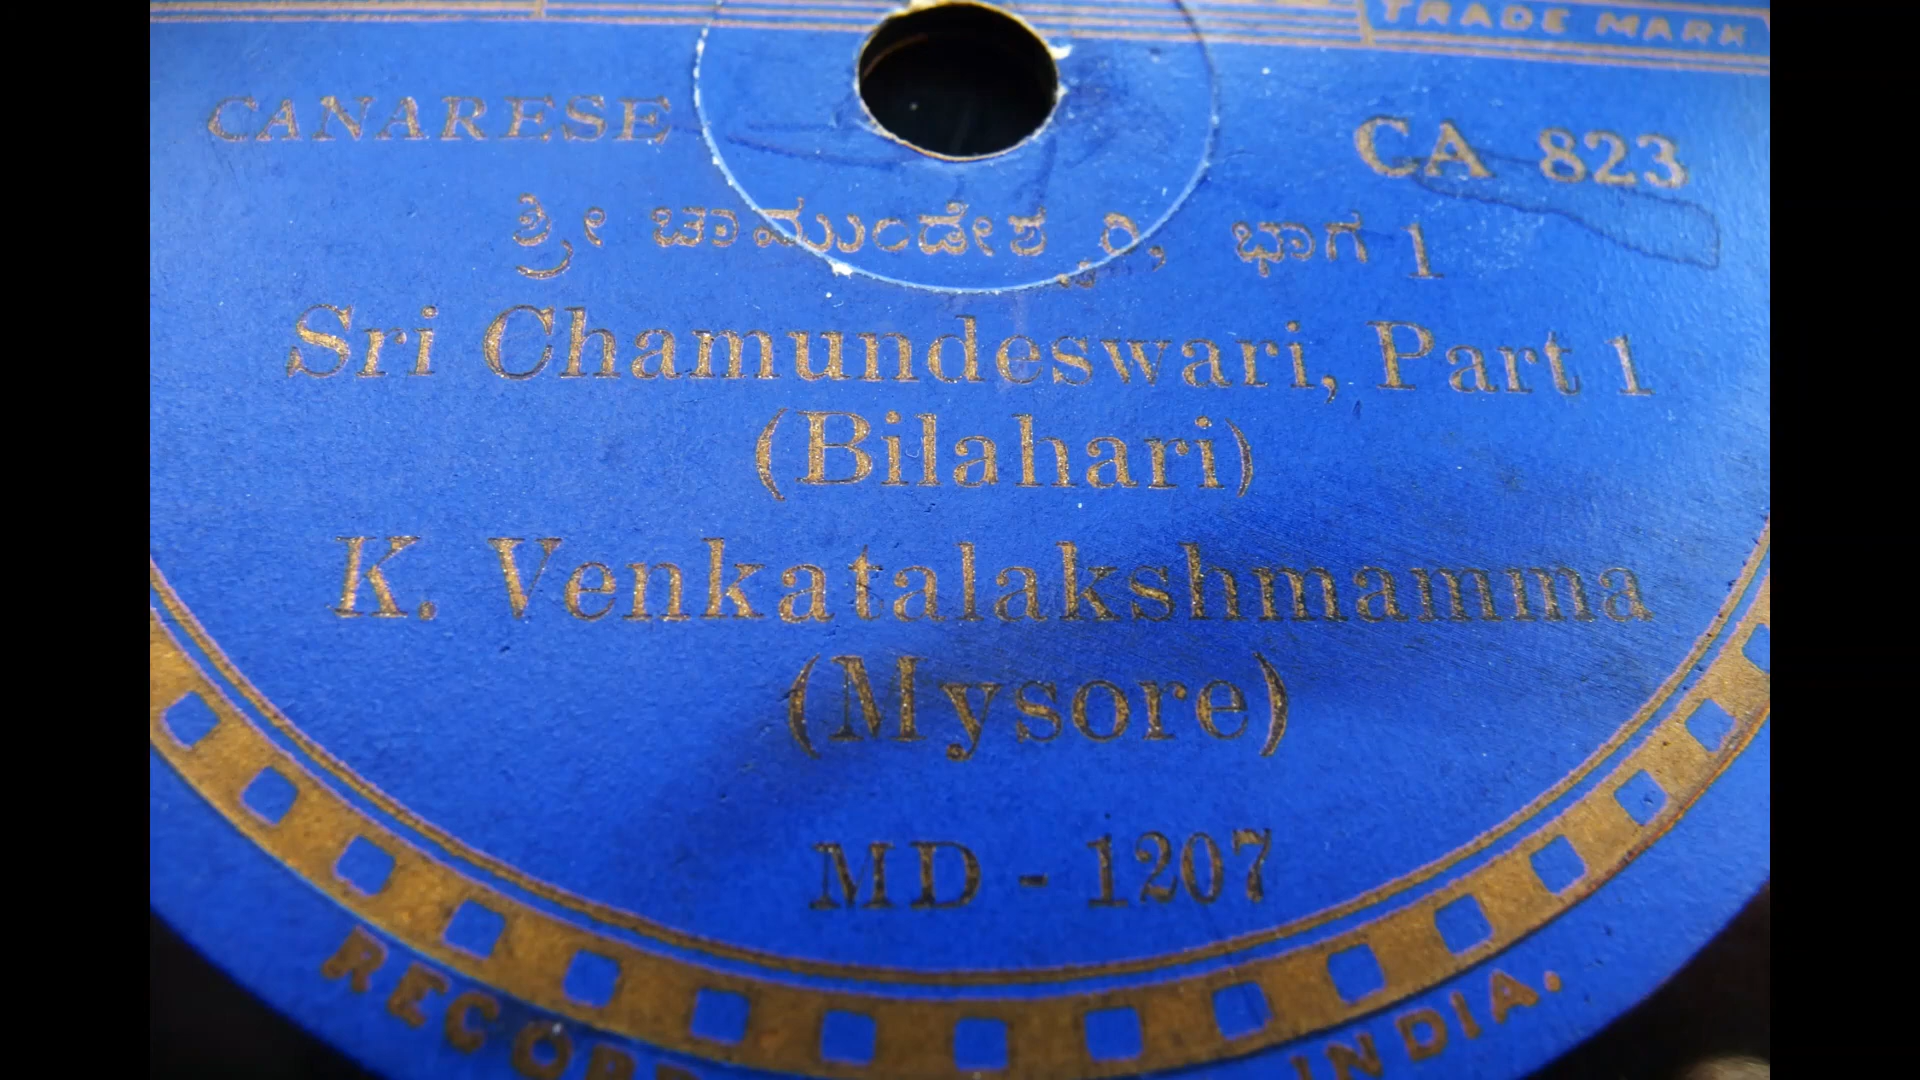 TRADE MARK
CANARESE
CA 823
ಶ್ರೀ ಚಾಮುಂಡೇಶ್ವರಿ, ಭಾಗ 1
Sri Chamundeswari, Part 1
(Bilahari)
K. Venkatalakshmamma
(Mysore)
MD - 1207
INDIA.